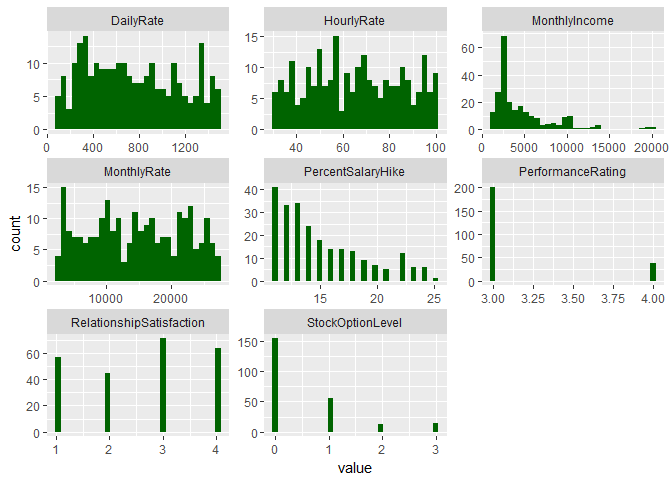 DailyRate HourlyRate MonthlyIncome
15 10 5 0
15 10 5 0
60 40 20 0
0 400 800 1200
40 60 80 100
0 5000 10000 15000 20000
MonthlyRate PercentSalaryHike PerformanceRating
15 10 5 0
40 30 20 10 0
200 150 100 50 0
10000 20000
15 20 25
3.00 3.25 3.50 3.75 4.00
RelationshipSatisfaction StockOptionLevel
60 40 20 0
150 100 50 0
1 2 3 4
0 1 2 3
count
value